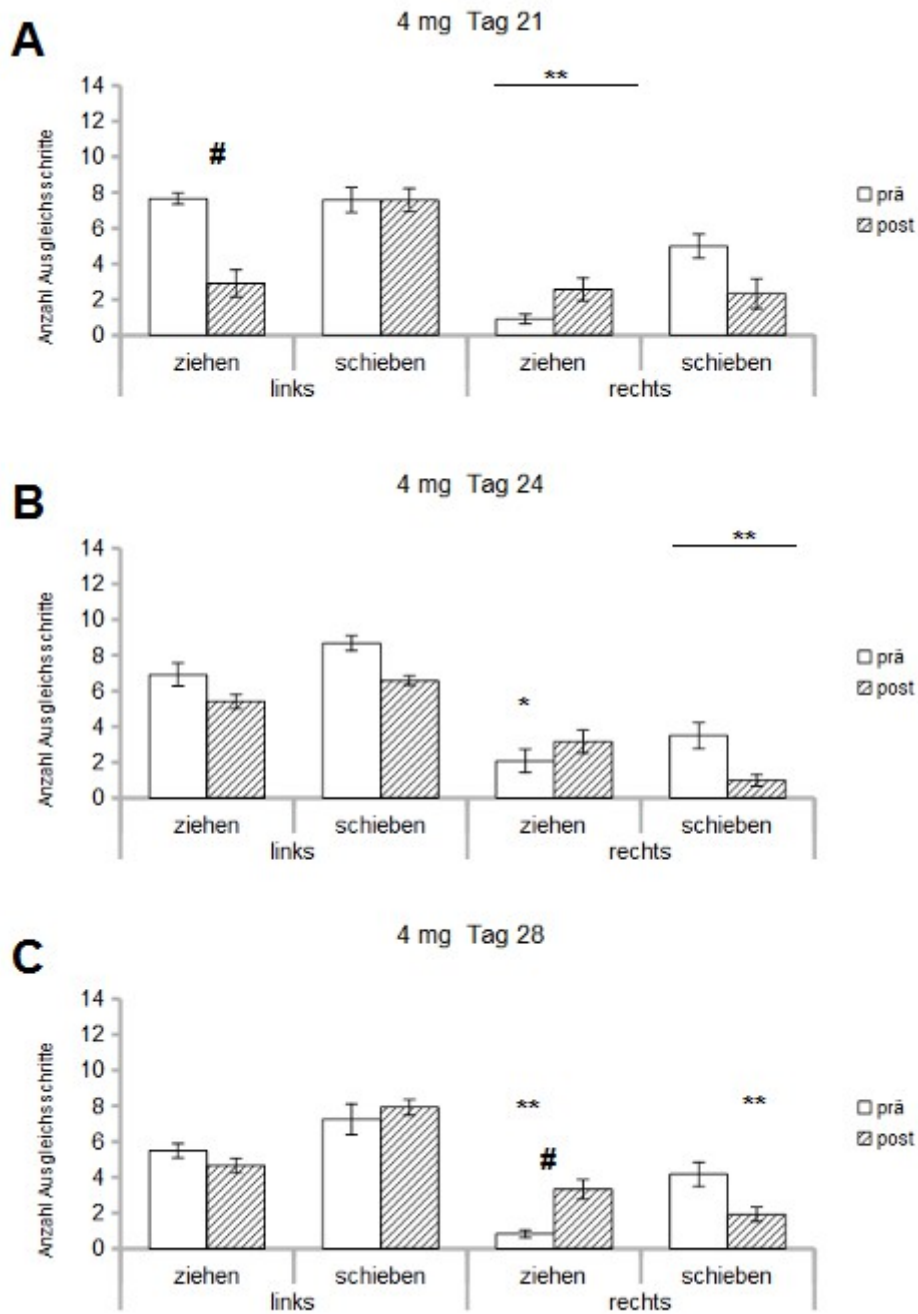 4 mg Tag 21
A
**
14
12
10
8
6
4
2
0
Anzahl Ausgleichsschritte
#
prä
post
ziehen schieben ziehen schieben
links rechts
4 mg Tag 24
B
**
14
12
10
8
6
4
2
0
Anzahl Ausgleichsschritte
*
prä
post
ziehen schieben ziehen schieben
links rechts
4 mg Tag 28
C
14
12
10
8
6
4
2
0
Anzahl Ausgleichsschritte
** **
#
prä
post
ziehen schieben ziehen schieben
links rechts